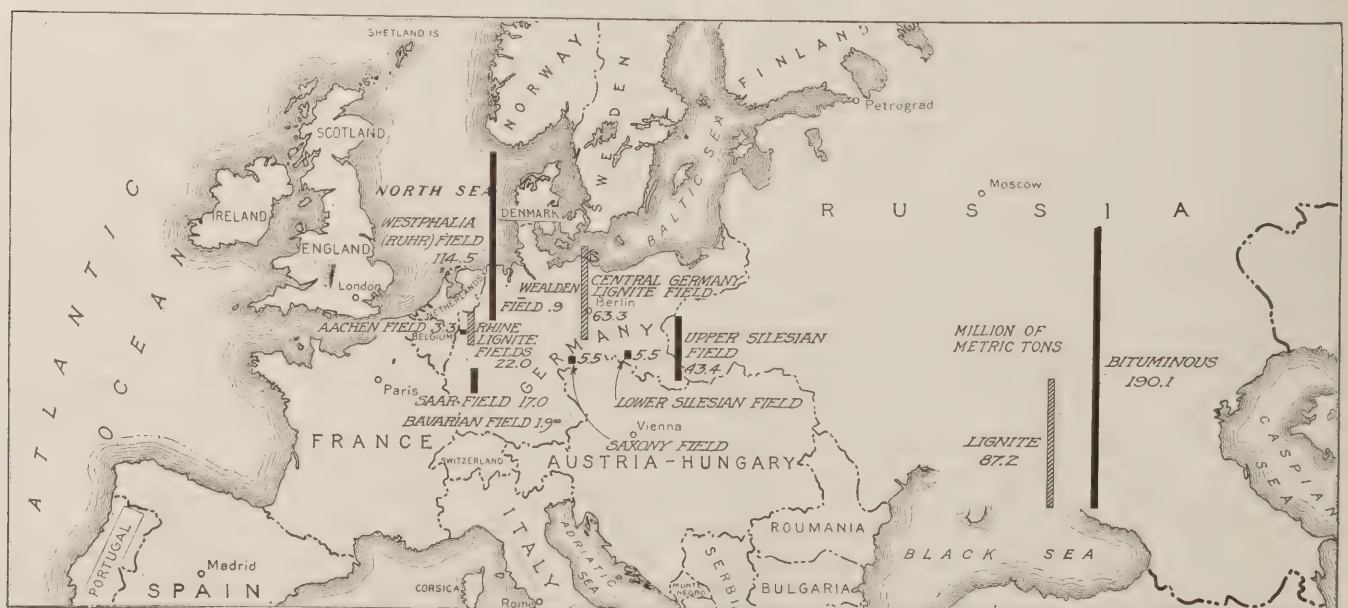 SHETLAND IS
NORWAY
SWEDEN
FINLAND
Petrograd
SCOTLAND
NORTH SEA
BALTIC SEA
Moscow
RUSSIA
IRELAND
ENGLAND
London
DENMARK
WESTPHALIA
(RUHR) FIELD
114.5
ATLANTIC
OCEAN
NETHERLANDS
WEALDEN
FIELD .9
CENTRAL GERMANY
LIGNITE FIELD
Berlin
63.3
AACHEN FIELD 3.3
BELGIUM
RHINE
LIGNITE
FIELDS
22.0
GERMANY
5.5
5.5
UPPER SILESIAN
FIELD
43.4
MILLION OF
METRIC TONS
BITUMINOUS
190.1
Paris
SAAR FIELD 17.0
LOWER SILESIAN FIELD
BAVARIAN FIELD 1.9
Vienna
SAXONY FIELD
FRANCE
SWITZERLAND
AUSTRIA-HUNGARY
LIGNITE
87.2
CASPIAN
SEA
ITALY
ADRIATIC
SEA
ROUMANIA
BLACK SEA
PORTUGAL
Madrid
SPAIN
CORSICA
Rome
MONTE
NEGRO
SERBI
BULGARIA